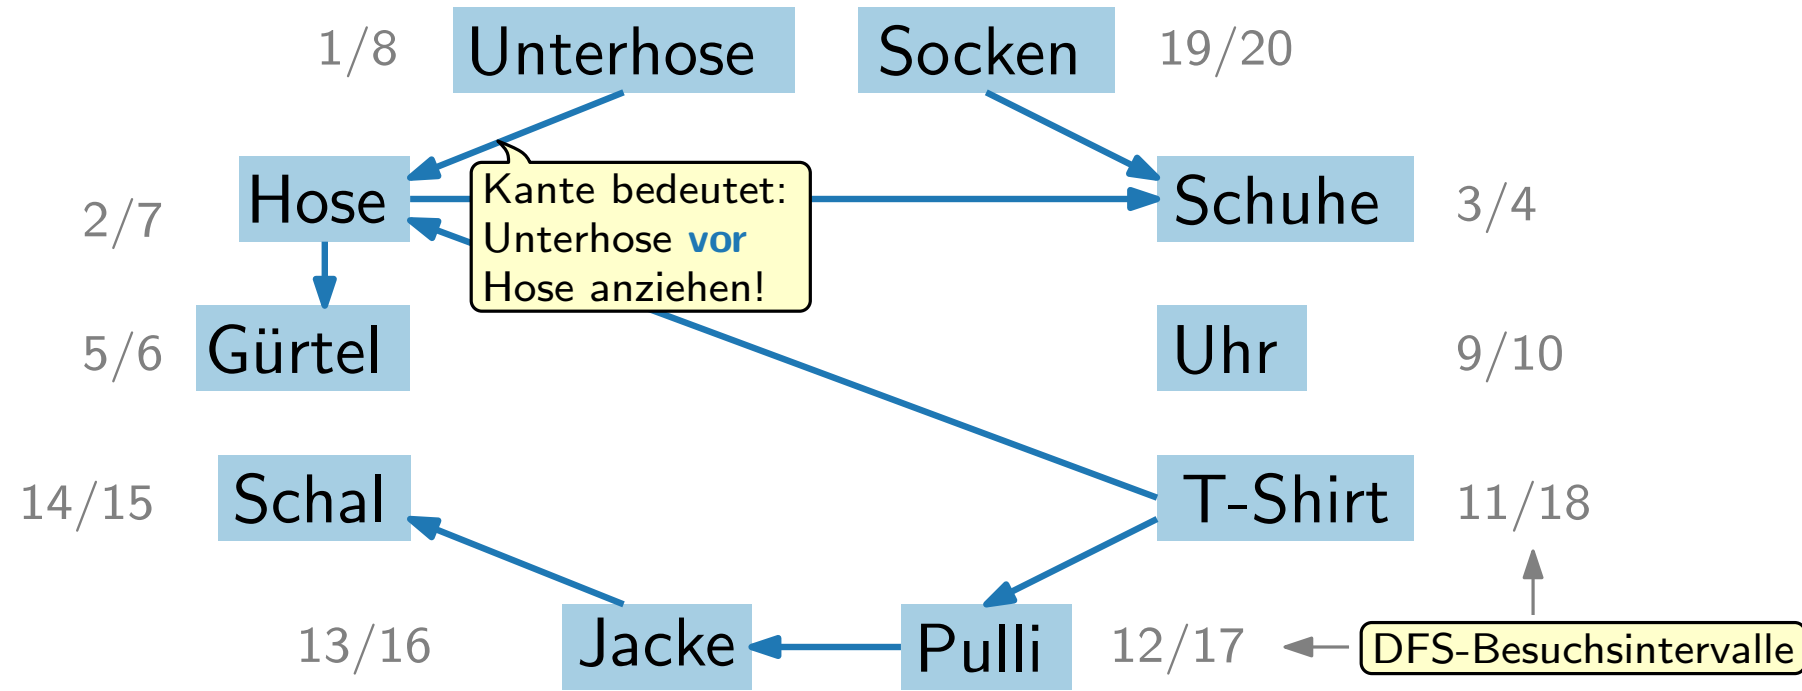 1/8
Unterhose
Socken
19/20
2/7
Hose
Kante bedeutet:
Unterhose vor
Hose anziehen!
Schuhe
3/4
5/6
Gürtel
Uhr
9/10
14/15
Schal
T-Shirt
11/18
13/16
Jacke
Pulli
12/17
DFS-Besuchsintervalle